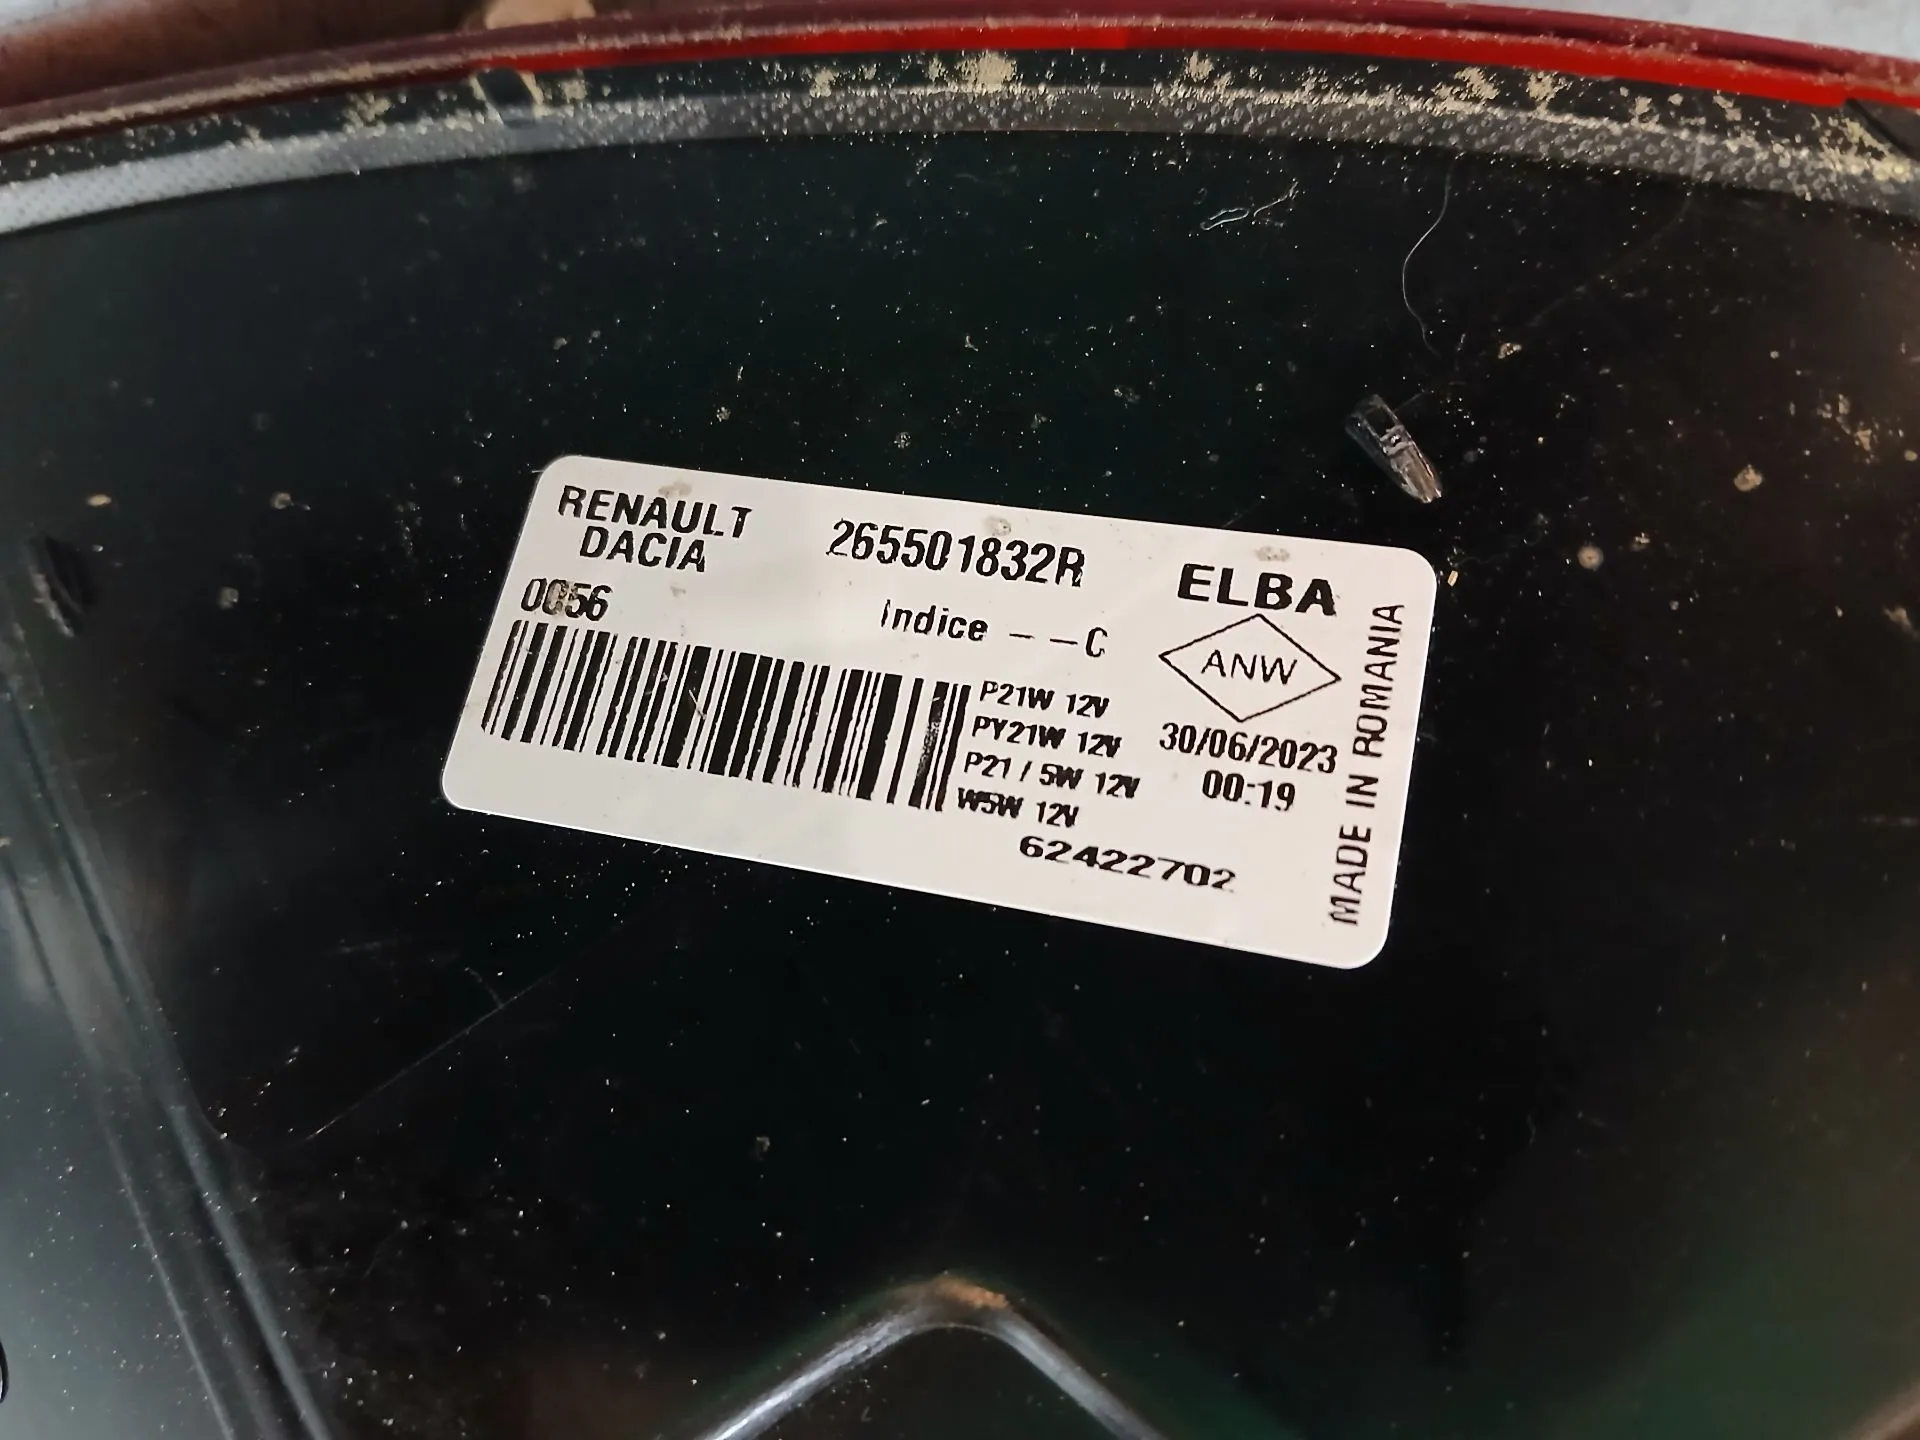 RENAULT
DACIA
265501832R
ELBA
0056
Indice --C
ANW
P21W 12V
PY21W 12V
P21 / 5W 12V
W5W 12V
30/06/2023
00:19
62422702
MADE IN ROMANIA